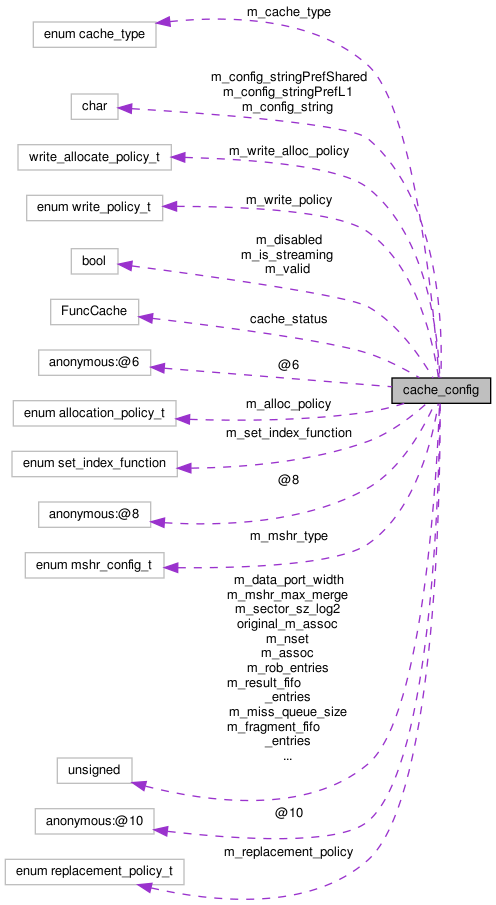 m_cache_type
enum cache_type
m_config_stringPrefShared
m_config_stringPrefL1
m_config_string
char
m_write_alloc_policy
write_allocate_policy_t
m_write_policy
enum write_policy_t
m_disabled
m_is_streaming
m_valid
bool
cache_status
FuncCache
@6
anonymous:@6
cache_config
m_alloc_policy
enum allocation_policy_t
m_set_index_function
enum set_index_function
@8
anonymous:@8
m_mshr_type
enum mshr_config_t
m_data_port_width
m_mshr_max_merge
m_sector_sz_log2
original_m_assoc
m_nset
m_assoc
m_rob_entries
m_result_fifo
_entries
m_miss_queue_size
m_fragment_fifo
_entries
...
unsigned
@10
anonymous:@10
m_replacement_policy
enum replacement_policy_t